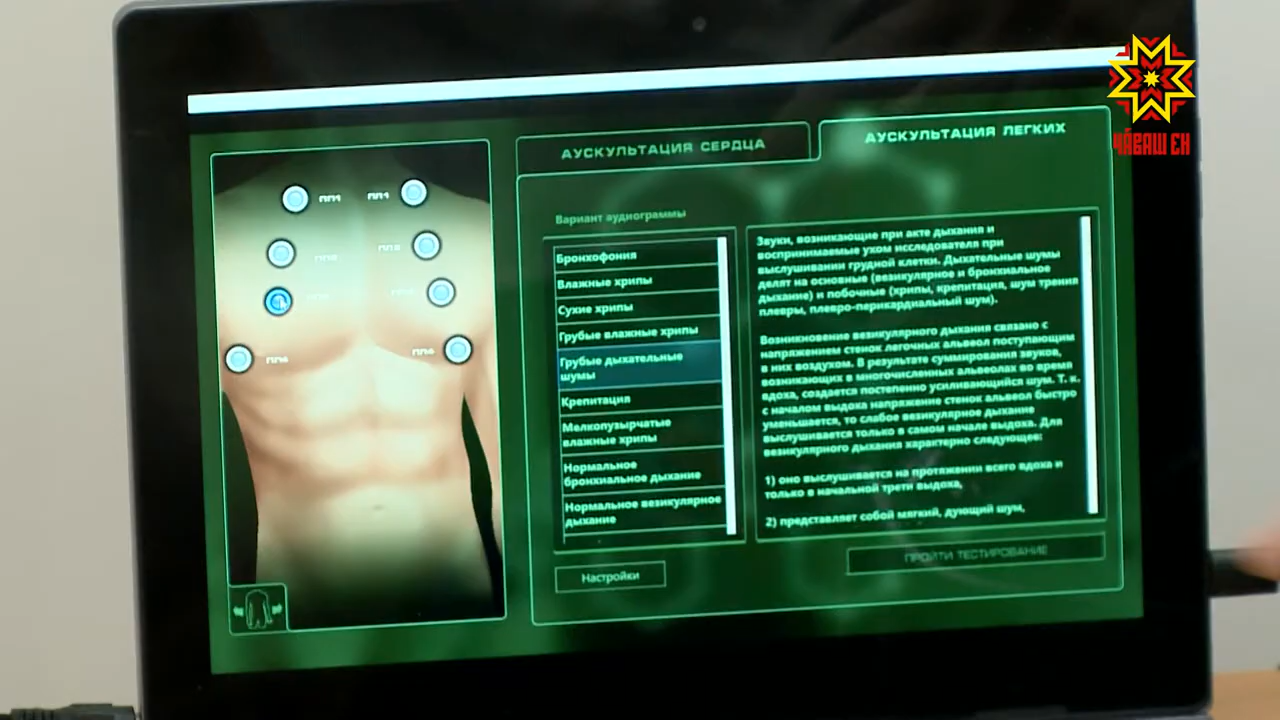 ЧӐВАШ ЕН
АУСКУЛЬТАЦИЯ СЕРДЦА
АУСКУЛЬТАЦИЯ ЛЕГКИХ
ПП1
ПП1
ПП6
ПП6
Вариант аудиограммы
Бронхофония
Влажные хрипы
Сухие хрипы
Грубые влажные хрипы
Грубые дыхательные
шумы
Крепитация
Мелкопузырчатые
влажные хрипы
Нормальное
бронхиальное дыхание
Нормальное везикулярное
дыхание
Настройки
Звуки, возникающие при акте дыхания и
воспринимаемые ухом исследователя при
выслушивании грудной клетки. Дыхательные шумы
делят на основные (везикулярное и бронхиальное
дыхание) и побочные (хрипы, крепитация, шум трения
плевры, плевро-перикардиальный шум).
Возникновение везикулярного дыхания связано с
напряжением стенок легочных альвеол поступающим
в них воздухом. В результате суммирования звуков,
возникающих в многочисленных альвеолах во время
вдоха, создается постепенно усиливающийся шум. Т. к.
с началом выдоха напряжение стенок альвеол быстро
уменьшается, то слабое везикулярное дыхание
выслушивается только в самом начале выдоха. Для
везикулярного дыхания характерно следующее:
1) оно выслушивается на протяжении всего вдоха и
только в начальной трети выдоха,
2) представляет собой мягкий, дующий шум,
ПРОЙТИ ТЕСТИРОВАНИЕ